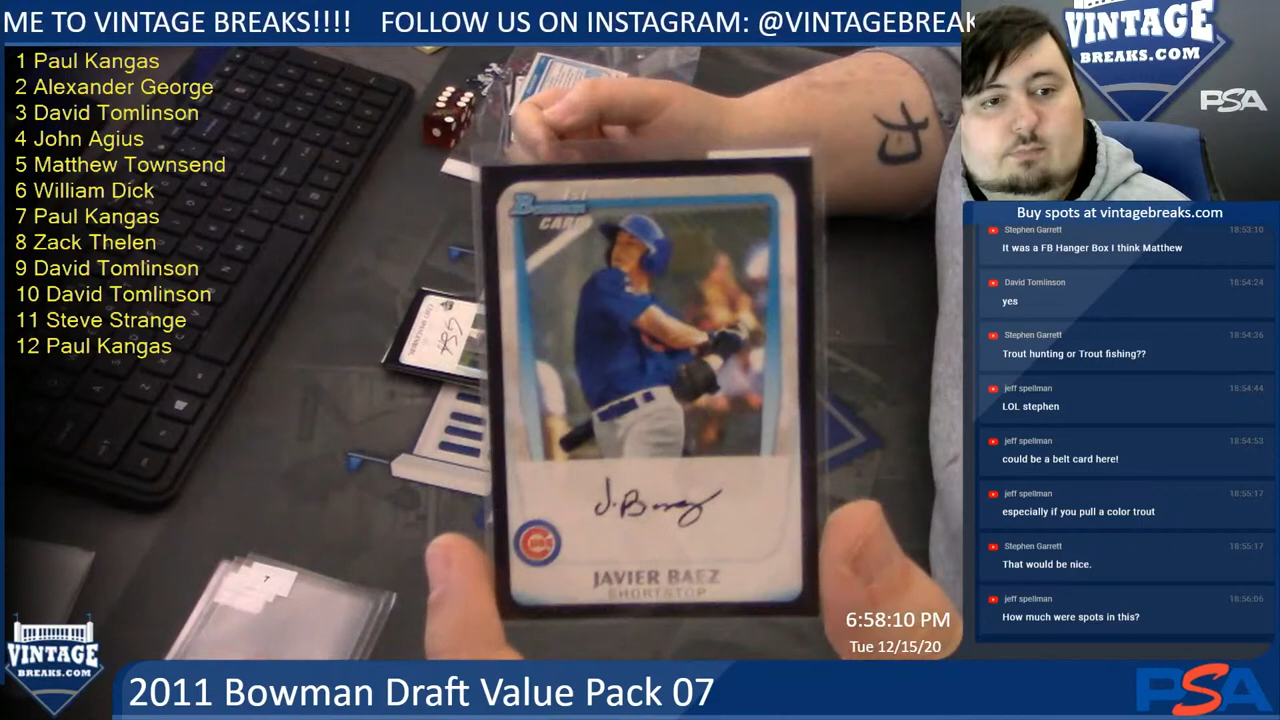 ME TO VINTAGE BREAKS!!!! FOLLOW US ON INSTAGRAM: @VINTAGEBREAK
1 Paul Kangas
2 Alexander George
3 David Tomlinson
4 John Agius
5 Matthew Townsend
6 William Dick
7 Paul Kangas
8 Zack Thelen
9 David Tomlinson
10 David Tomlinson
11 Steve Strange
12 Paul Kangas
Bowman
CARD
J. Baez
CUBS
JAVIER BAEZ
SHORTSTOP
7
VINTAGE
BREAKS.COM
PSA
Buy spots at vintagebreaks.com
Stephen Garrett 18:53:10
It was a FB Hanger Box I think Matthew
David Tomlinson 18:54:24
yes
Stephen Garrett 18:54:36
Trout hunting or Trout fishing??
jeff spellman 18:54:44
LOL stephen
jeff spellman 18:54:53
could be a belt card here!
jeff spellman 18:55:17
especially if you pull a color trout
Stephen Garrett 18:55:17
That would be nice.
jeff spellman 18:56:06
How much were spots in this?
6:58:10 PM
Tue 12/15/20
VINTAGE
BREAKS.COM
2011 Bowman Draft Value Pack 07
PSA